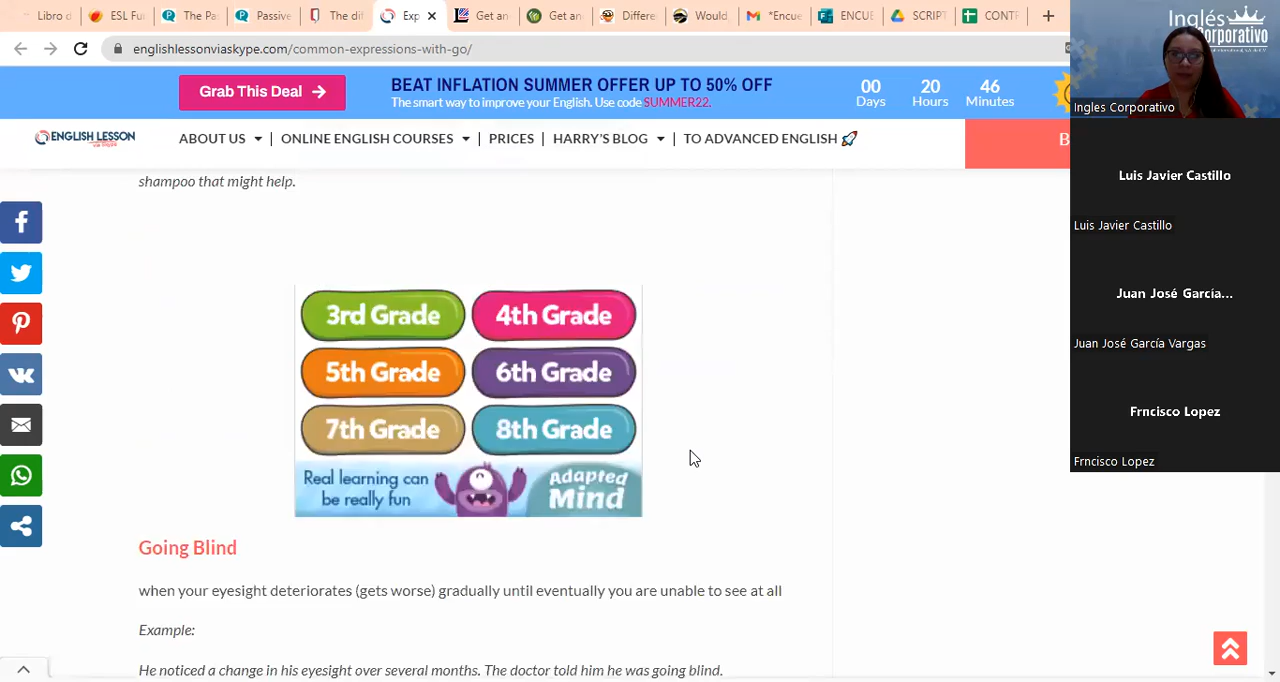 Libro d
ESL Fu
The Pa
Passive
The dif
Exp
Get an
Get an
Differe
Would,
*Encue
ENCUE
SCRIPT
CONTR
englishlessonviaskype.com/common-expressions-with-go/
Grab This Deal →
BEAT INFLATION SUMMER OFFER UP TO 50% OFF
The smart way to improve your English. Use code SUMMER22.
00 20 46
Days Hours Minutes
ENGLISH LESSON
ABOUT US | ONLINE ENGLISH COURSES | PRICES | HARRY'S BLOG | TO ADVANCED ENGLISH
B
shampoo that might help.
3rd Grade 4th Grade
5th Grade 6th Grade
7th Grade 8th Grade
Real learning can
be really fun
Adapted
Mind
Going Blind
when your eyesight deteriorates (gets worse) gradually until eventually you are unable to see at all
Example:
He noticed a change in his eyesight over several months. The doctor told him he was going blind.
Inglés
Corporativo
Ingles Corporativo
Luis Javier Castillo
Luis Javier Castillo
Juan José García...
Juan José García Vargas
Frncisco Lopez
Frncisco Lopez